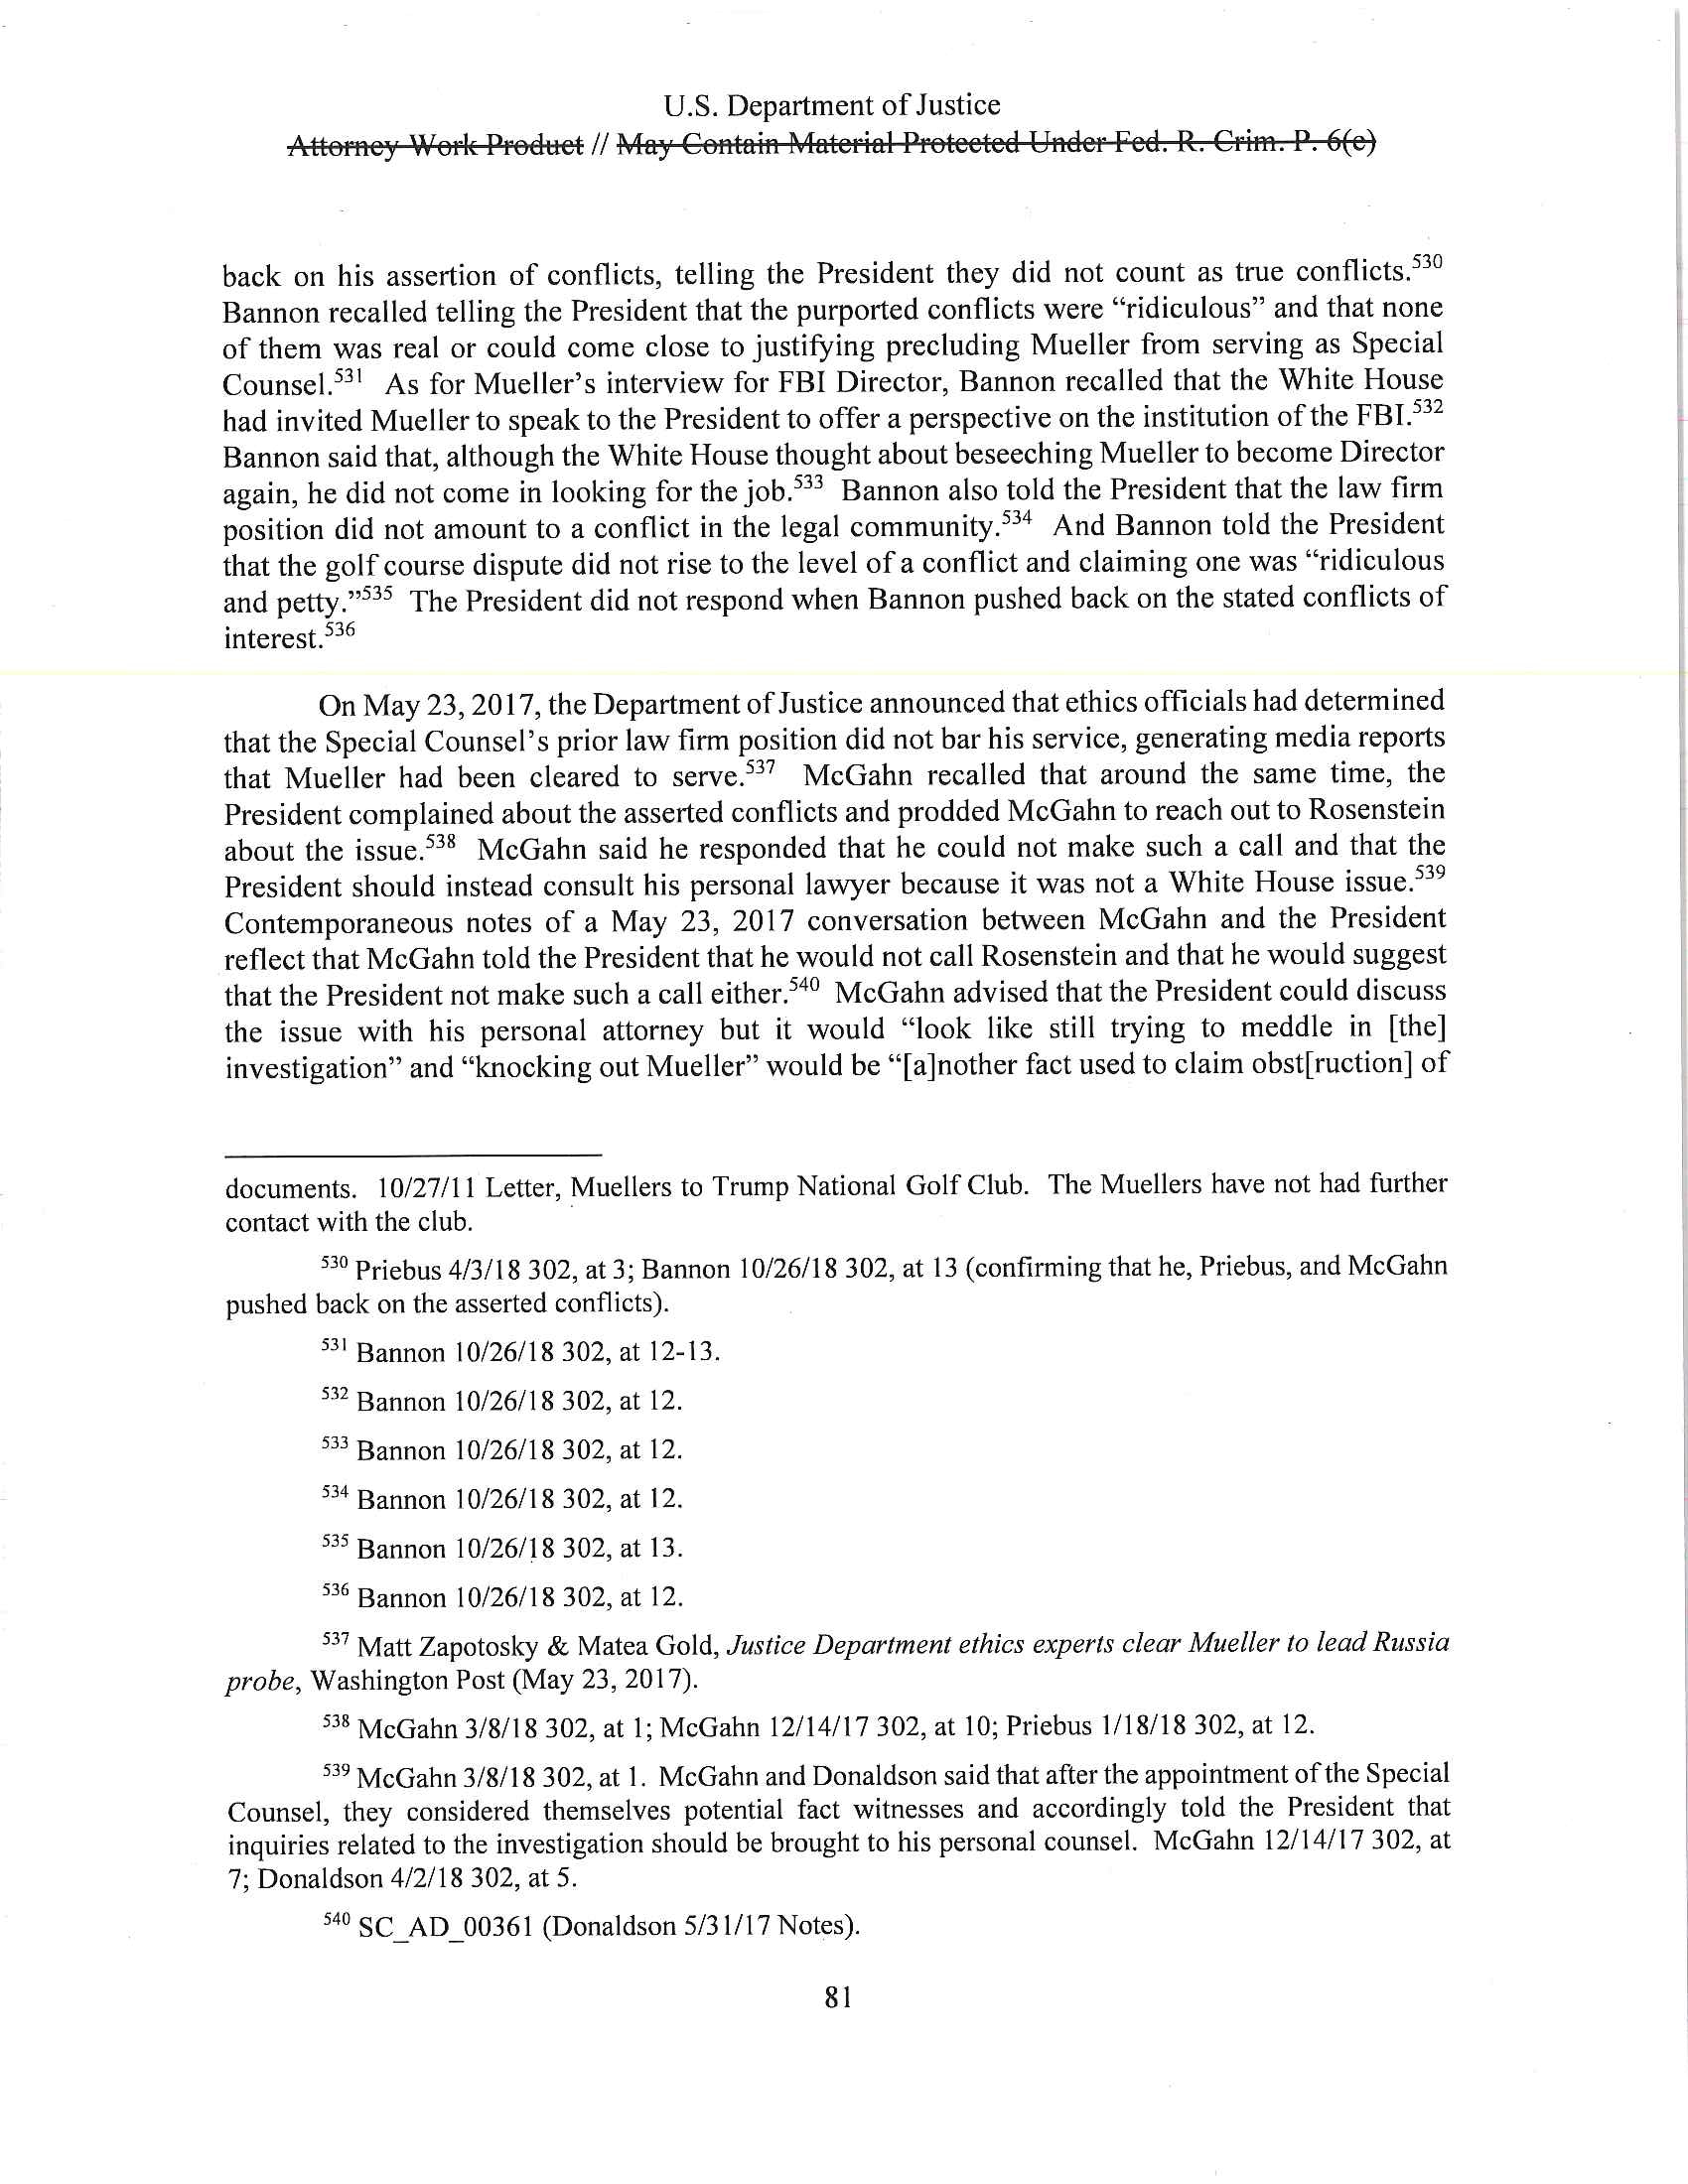 U.S. Department of Justice
Attorney Work Product // May Contain Material Protected Under Fed. R. Crim. P. 6(e)
back on his assertion of conflicts, telling the President they did not count as true conflicts.530
Bannon recalled telling the President that the purported conflicts were “ridiculous” and that none
of them was real or could come close to justifying precluding Mueller from serving as Special
Counsel.531 As for Mueller’s interview for FBI Director, Bannon recalled that the White House
had invited Mueller to speak to the President to offer a perspective on the institution of the FBI.532
Bannon said that, although the White House thought about beseeching Mueller to become Director
again, he did not come in looking for the job.533 Bannon also told the President that the law firm
position did not amount to a conflict in the legal community.534 And Bannon told the President
that the golf course dispute did not rise to the level of a conflict and claiming one was “ridiculous
and petty.”535 The President did not respond when Bannon pushed back on the stated conflicts of
interest.536
On May 23, 2017, the Department of Justice announced that ethics officials had determined
that the Special Counsel’s prior law firm position did not bar his service, generating media reports
that Mueller had been cleared to serve.537 McGahn recalled that around the same time, the
President complained about the asserted conflicts and prodded McGahn to reach out to Rosenstein
about the issue.538 McGahn said he responded that he could not make such a call and that the
President should instead consult his personal lawyer because it was not a White House issue.539
Contemporaneous notes of a May 23, 2017 conversation between McGahn and the President
reflect that McGahn told the President that he would not call Rosenstein and that he would suggest
that the President not make such a call either.540 McGahn advised that the President could discuss
the issue with his personal attorney but it would “look like still trying to meddle in [the]
investigation” and “knocking out Mueller” would be “[a]nother fact used to claim obst[ruction] of
documents. 10/27/11 Letter, Muellers to Trump National Golf Club. The Muellers have not had further
contact with the club.
530 Priebus 4/3/18 302, at 3; Bannon 10/26/18 302, at 13 (confirming that he, Priebus, and McGahn
pushed back on the asserted conflicts).
531 Bannon 10/26/18 302, at 12-13.
532 Bannon 10/26/18 302, at 12.
533 Bannon 10/26/18 302, at 12.
534 Bannon 10/26/18 302, at 12.
535 Bannon 10/26/18 302, at 13.
536 Bannon 10/26/18 302, at 12.
537 Matt Zapotosky & Matea Gold, Justice Department ethics experts clear Mueller to lead Russia
probe, Washington Post (May 23, 2017).
538 McGahn 3/8/18 302, at 1; McGahn 12/14/17 302, at 10; Priebus 1/18/18 302, at 12.
539 McGahn 3/8/18 302, at 1. McGahn and Donaldson said that after the appointment of the Special
Counsel, they considered themselves potential fact witnesses and accordingly told the President that
inquiries related to the investigation should be brought to his personal counsel. McGahn 12/14/17 302, at
7; Donaldson 4/2/18 302, at 5.
540 SC_AD_00361 (Donaldson 5/31/17 Notes).
81